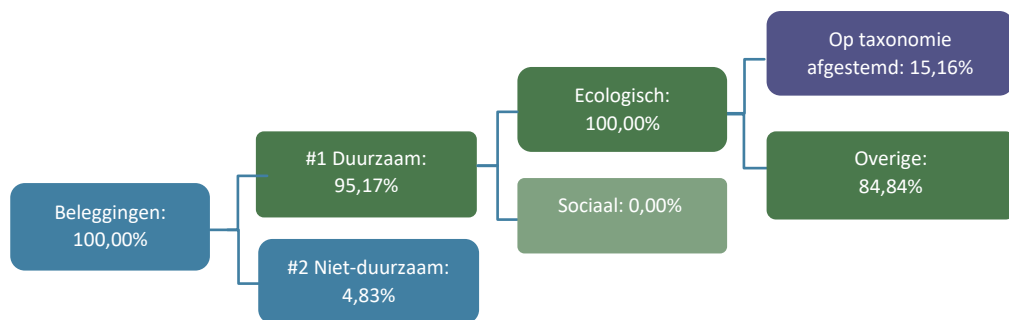 Beleggingen:
100,00%
#1 Duurzaam:
95,17%
#2 Niet-duurzaam:
4,83%
Ecologisch:
100,00%
Sociaal: 0,00%
Op taxonomie
afgestemd: 15,16%
Overige:
84,84%